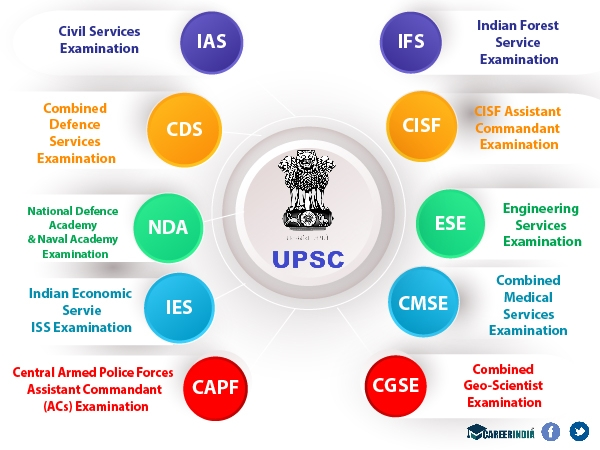 Civil Services
Examination
IAS
IFS
Indian Forest
Service
Examination
Combined
Defence
Services
Examination
CDS
CISF
CISF Assistant
Commandant
Examination
National Defence
Academy
& Naval Academy
Examination
NDA
UPSC
ESE
Engineering
Services
Examination
Indian Economic
Servie
ISS Examination
IES
CMSE
Combined
Medical
Services
Examination
Central Armed Police Forces
Assistant Commandant
(ACs) Examination
CAPF
CGSE
Combined
Geo-Scientist
Examination
CAREERINDIA
f